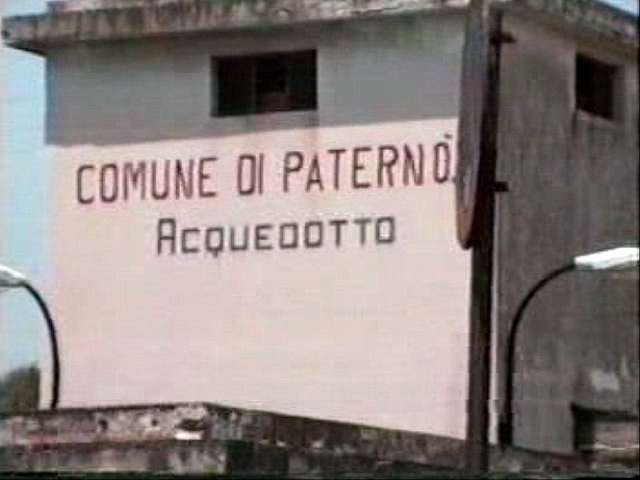 COMUNE DI PATERNÒ
ACQUEDOTTO